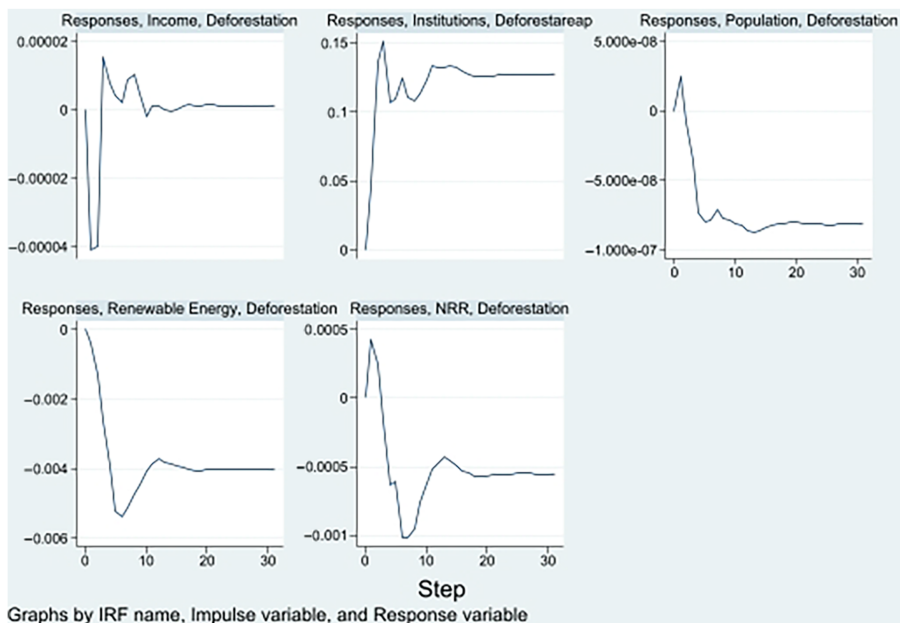 Responses, Income, Deforestation
Responses, Institutions, Deforestareap
Responses, Population, Deforestation
0.00002
0
−0.00002
−0.00004
0.15
0.1
0.05
0
5.000e-08
0
−5.000e-08
−1.000e-07
0 10 20 30
Responses, Renewable Energy, Deforestation
Responses, NRR, Deforestation
0
−0.002
−0.004
−0.006
0 10 20 30
0.0005
0
−0.0005
−0.001
0 10 20 30
Step
Graphs by IRF name, Impulse variable, and Response variable